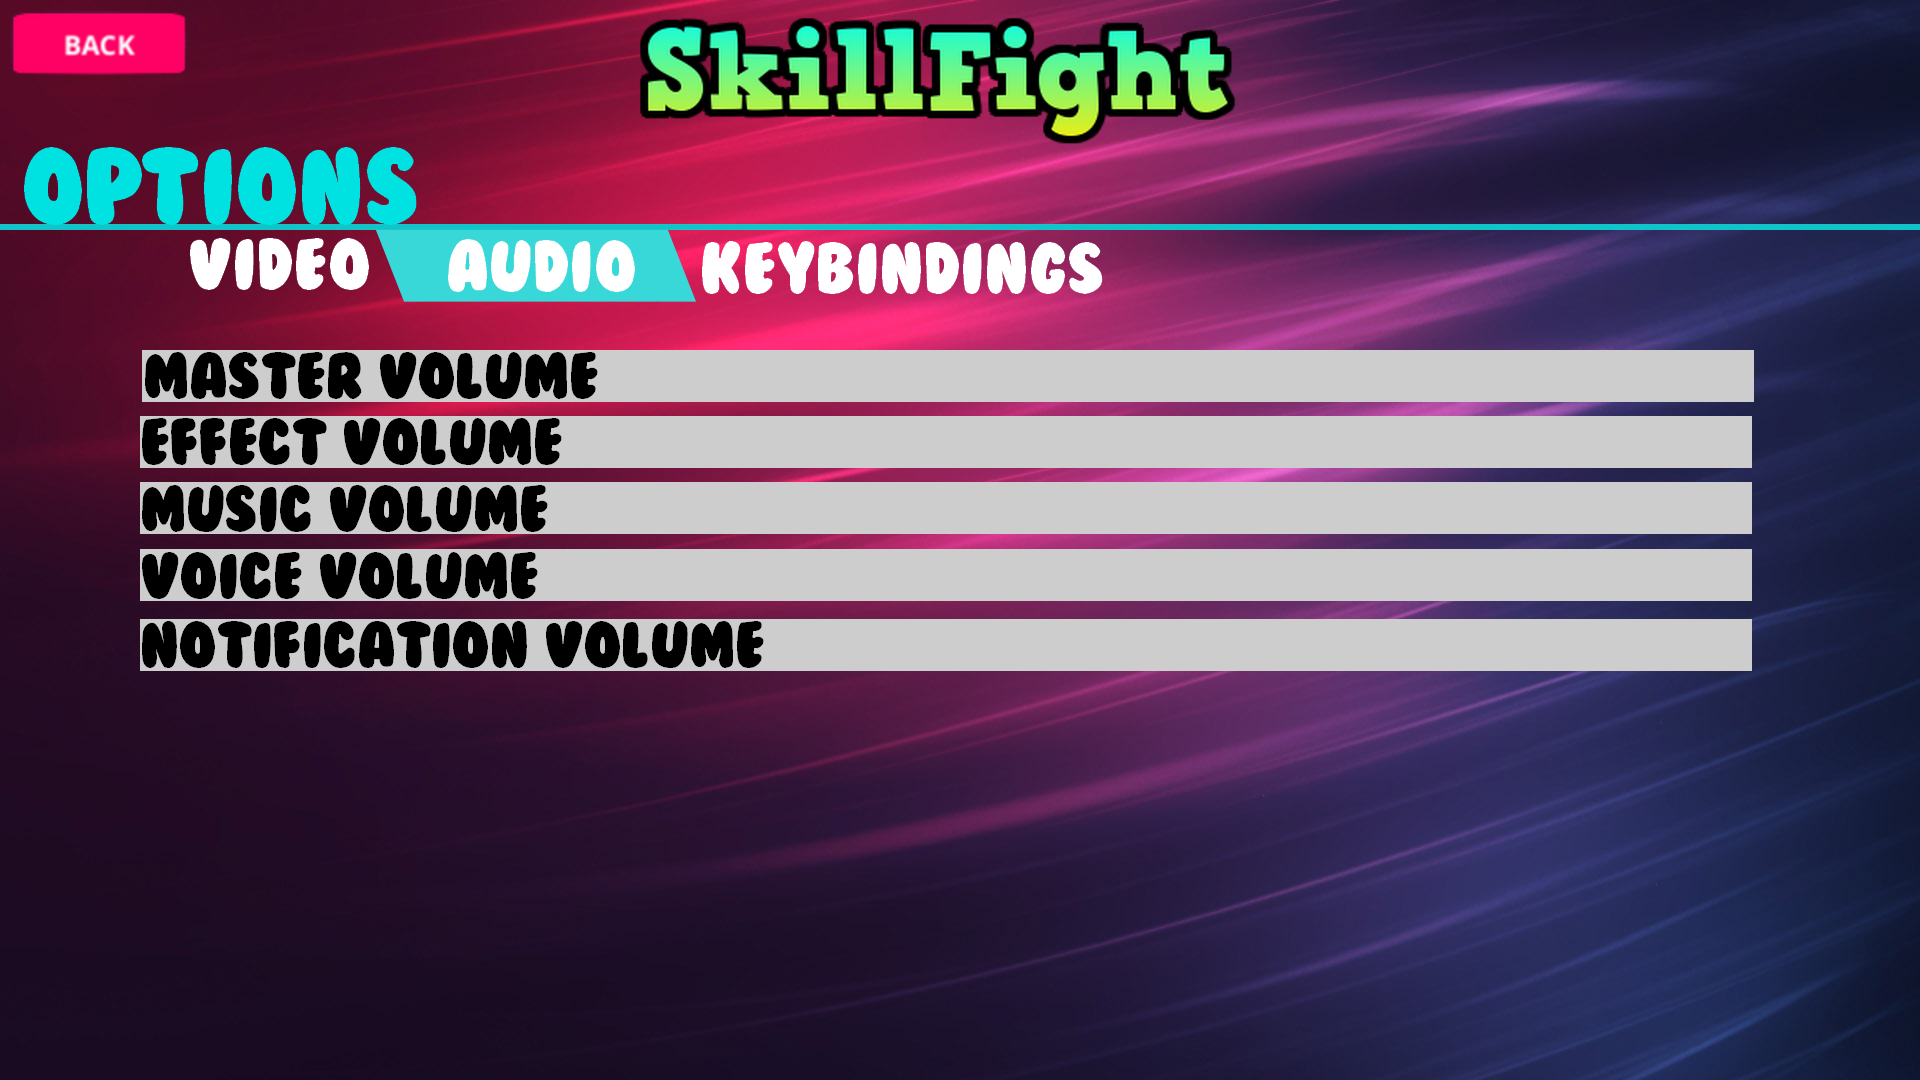 BACK
SkillFight
OPTIONS
VIDEO AUDIO KEYBINDINGS
MASTER VOLUME
EFFECT VOLUME
MUSIC VOLUME
VOICE VOLUME
NOTIFICATION VOLUME